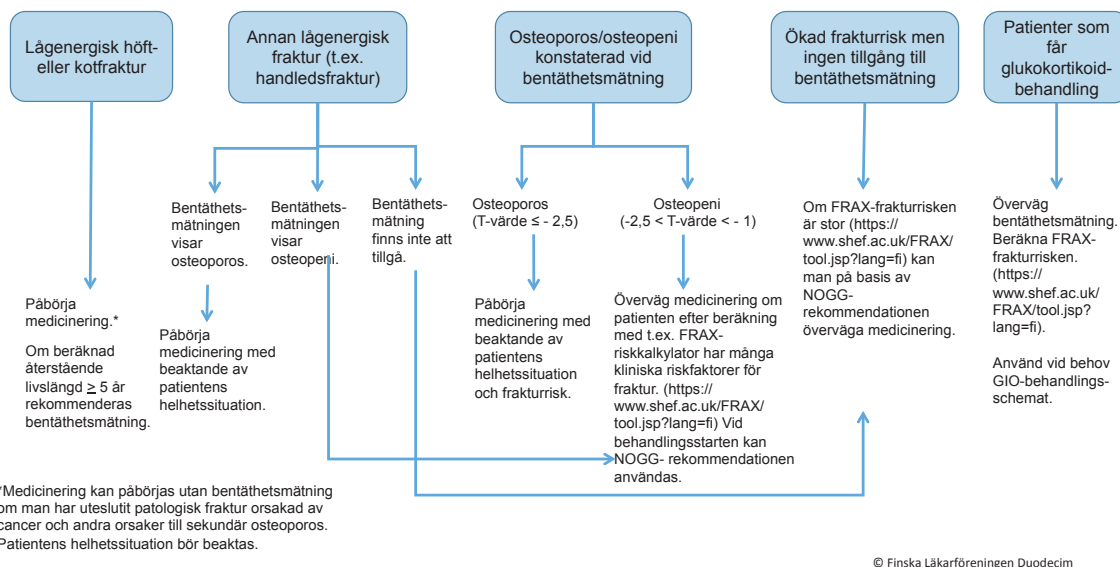 Lågenergisk höft-
eller kotfraktur
Annan lågenergisk
fraktur (t.ex.
handledsfraktur)
Osteoporos/osteopeni
konstaterad vid
bentäthetsmätning
Ökad frakturrisk men
ingen tillgång till
bentäthetsmätning
Patienter som
får
glukokortikoid-
behandling
Påbörja
medicinering.*
Om beräknad
återstående
livslängd ≥ 5 år
rekommenderas
bentäthetsmätning.
Bentäthets-
mätningen
visar
osteoporos.
Påbörja
medicinering med
beaktande av
patientens
helhetssituation.
Bentäthets-
mätningen
visar
osteopeni.
Bentäthets-
mätning
finns inte att
tillgå.
Osteoporos
(T-värde ≤ - 2,5)
Påbörja
medicinering med
beaktande av
patientens
helhetssituation
och frakturrisk.
Osteopeni
(-2,5 < T-värde < - 1)
Överväg medicinering om
patienten efter beräkning
med t.ex. FRAX-
riskkalkylator har många
kliniska riskfaktorer för
fraktur. (https://
www.shef.ac.uk/FRAX/
tool.jsp?lang=fi) Vid
behandlingsstarten kan
NOGG- rekommendationen
användas.
Om FRAX-frakturrisken
är stor (https://
www.shef.ac.uk/FRAX/
tool.jsp?lang=fi) kan
man på basis av
NOGG-
rekommendationen
överväga medicinering.
Överväg
bentäthetsmätning.
Beräkna FRAX-
frakturrisken.
(https://
www.shef.ac.uk/
FRAX/tool.jsp?
lang=fi).
Använd vid behov
GIO-behandlings-
schemat.
*Medicinering kan påbörjas utan bentäthetsmätning
om man har uteslutit patologisk fraktur orsakad av
cancer och andra orsaker till sekundär osteoporos.
Patientens helhetssituation bör beaktas.
© Finska Läkarföreningen Duodecim